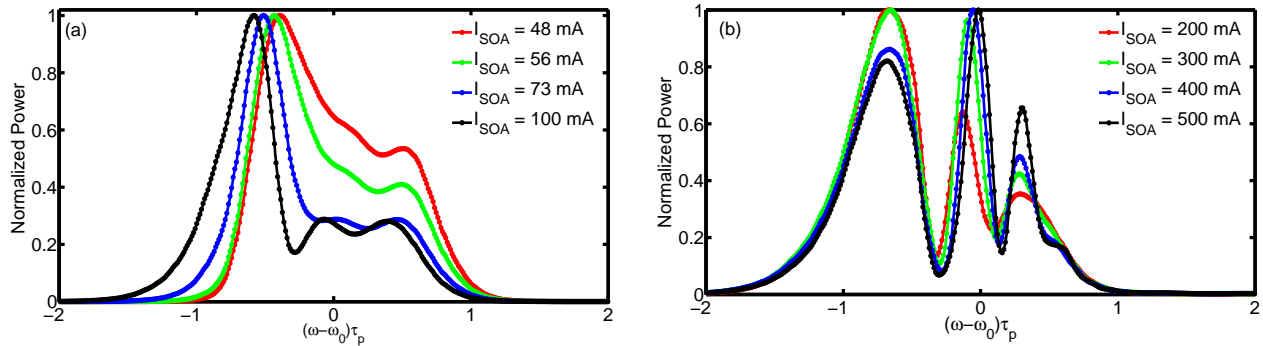 (a)
Normalized Power
1
0.8
0.6
0.4
0.2
0
I_SOA = 48 mA
I_SOA = 56 mA
I_SOA = 73 mA
I_SOA = 100 mA
−2 −1 0 1 2
(ω−ω₀)τₚ
(b)
Normalized Power
1
0.8
0.6
0.4
0.2
0
I_SOA = 200 mA
I_SOA = 300 mA
I_SOA = 400 mA
I_SOA = 500 mA
−2 −1 0 1 2
(ω−ω₀)τₚ